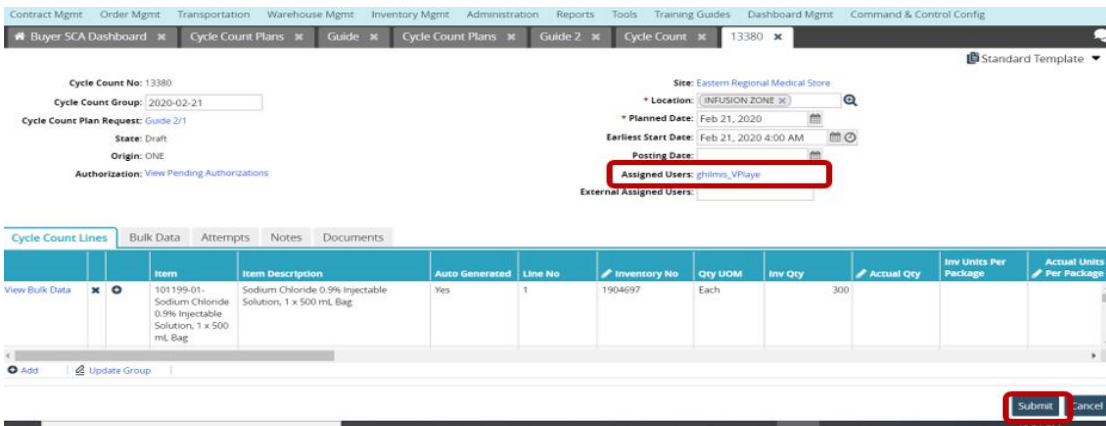 Contract Mgmt Order Mgmt Transportation Warehouse Mgmt Inventory Mgmt Administration Reports Tools Training Guides Dashboard Mgmt Command & Control Config
Buyer SCA Dashboard Cycle Count Plans Guide Cycle Count Plans Guide 2 Cycle Count 13380
Standard Template
Cycle Count No: 13380
Cycle Count Group: 2020-02-21
Cycle Count Plan Request: Guide 2/1
State: Draft
Origin: ONE
Authorization: View Pending Authorizations
Site: Eastern Regional Medical Store
* Location: INFUSION ZONE
* Planned Date: Feb 21, 2020
Earliest Start Date: Feb 21, 2020 4:00 AM
Posting Date:
Assigned Users: ghilmis_VPlaye
External Assigned Users:
Cycle Count Lines Bulk Data Attempts Notes Documents
Item Item Description Auto Generated Line No Inventory No Qty UOM Inv Qty Actual Qty Inv Units Per Package Actual Units Per Package
View Bulk Data 101199-01- Sodium Chloride 0.9% Injectable Yes 1 1904697 Each 300
Sodium Chloride Solution, 1 x 500 mL Bag
0.9% Injectable
Solution, 1 x 500
mL Bag
Add Update Group
Submit Cancel